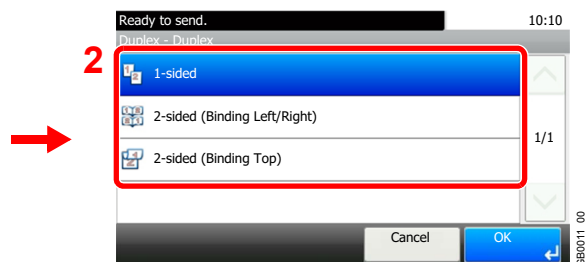 Ready to send. 10:10
Duplex - Duplex
2
1-sided
2-sided (Binding Left/Right)
2-sided (Binding Top)
1/1
Cancel
OK